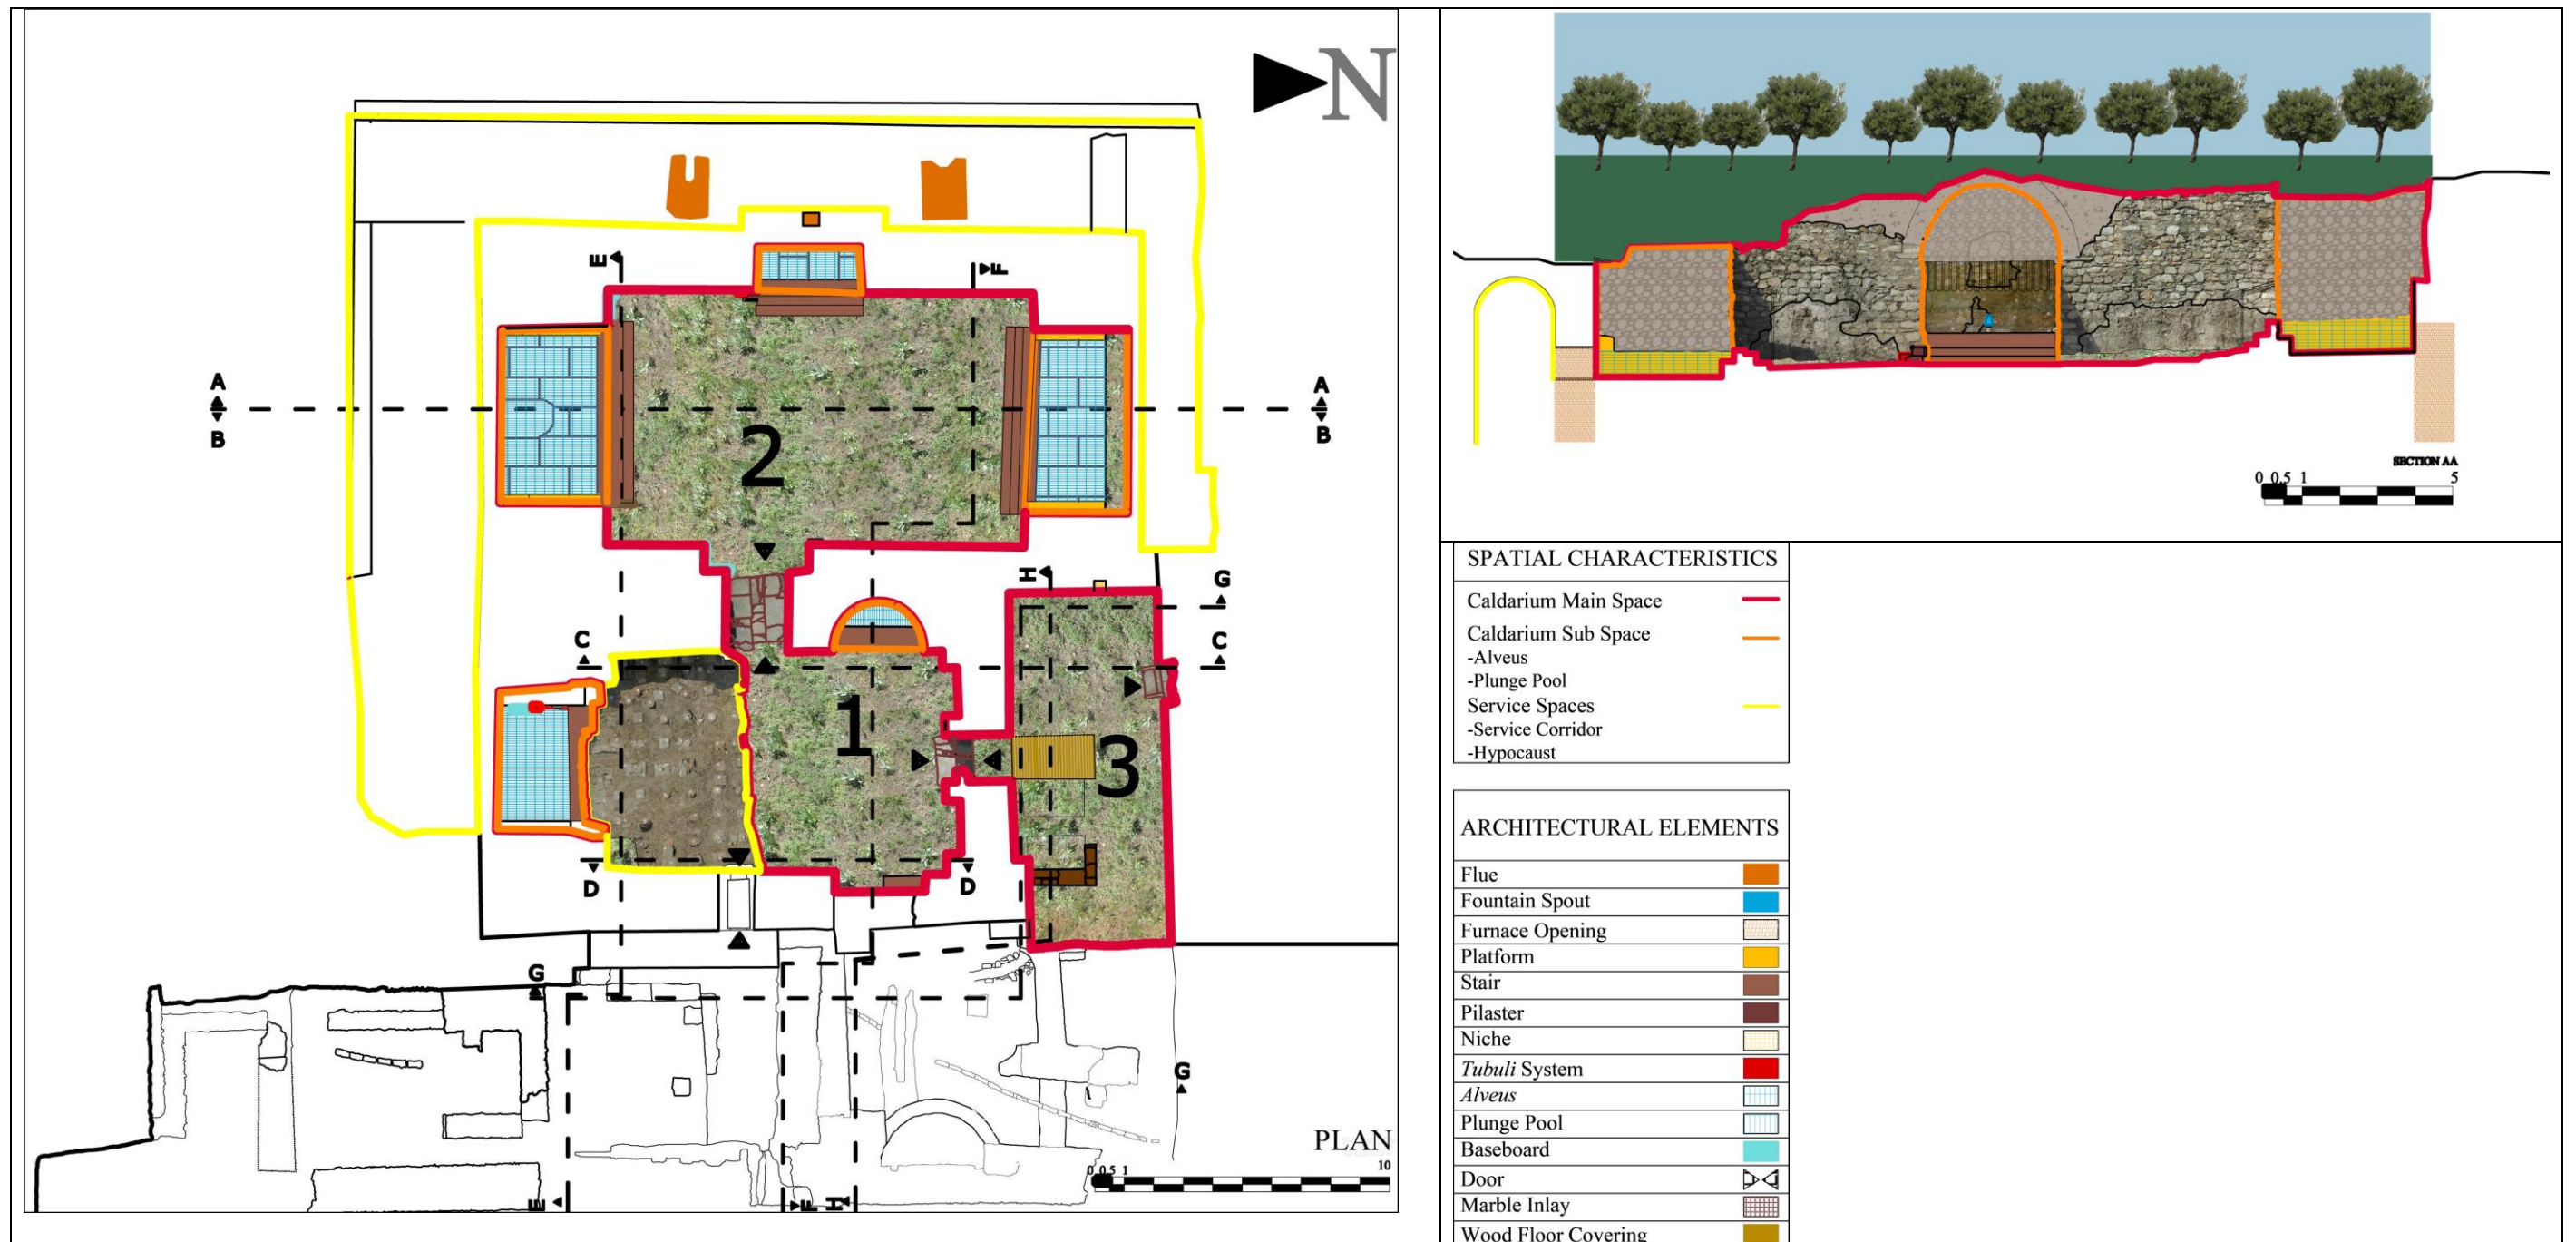 N
E
F
A
B
A
B
2
H
G
C
C
1
3
D
D
G
G
PLAN
0 0.5 1 10
E
F
H
SECTION AA
0 0.5 1 5
SPATIAL CHARACTERISTICS
Caldarium Main Space
Caldarium Sub Space
-Alveus
-Plunge Pool
Service Spaces
-Service Corridor
-Hypocaust
ARCHITECTURAL ELEMENTS
Flue
Fountain Spout
Furnace Opening
Platform
Stair
Pilaster
Niche
Tubuli System
Alveus
Plunge Pool
Baseboard
Door
Marble Inlay
Wood Floor Covering